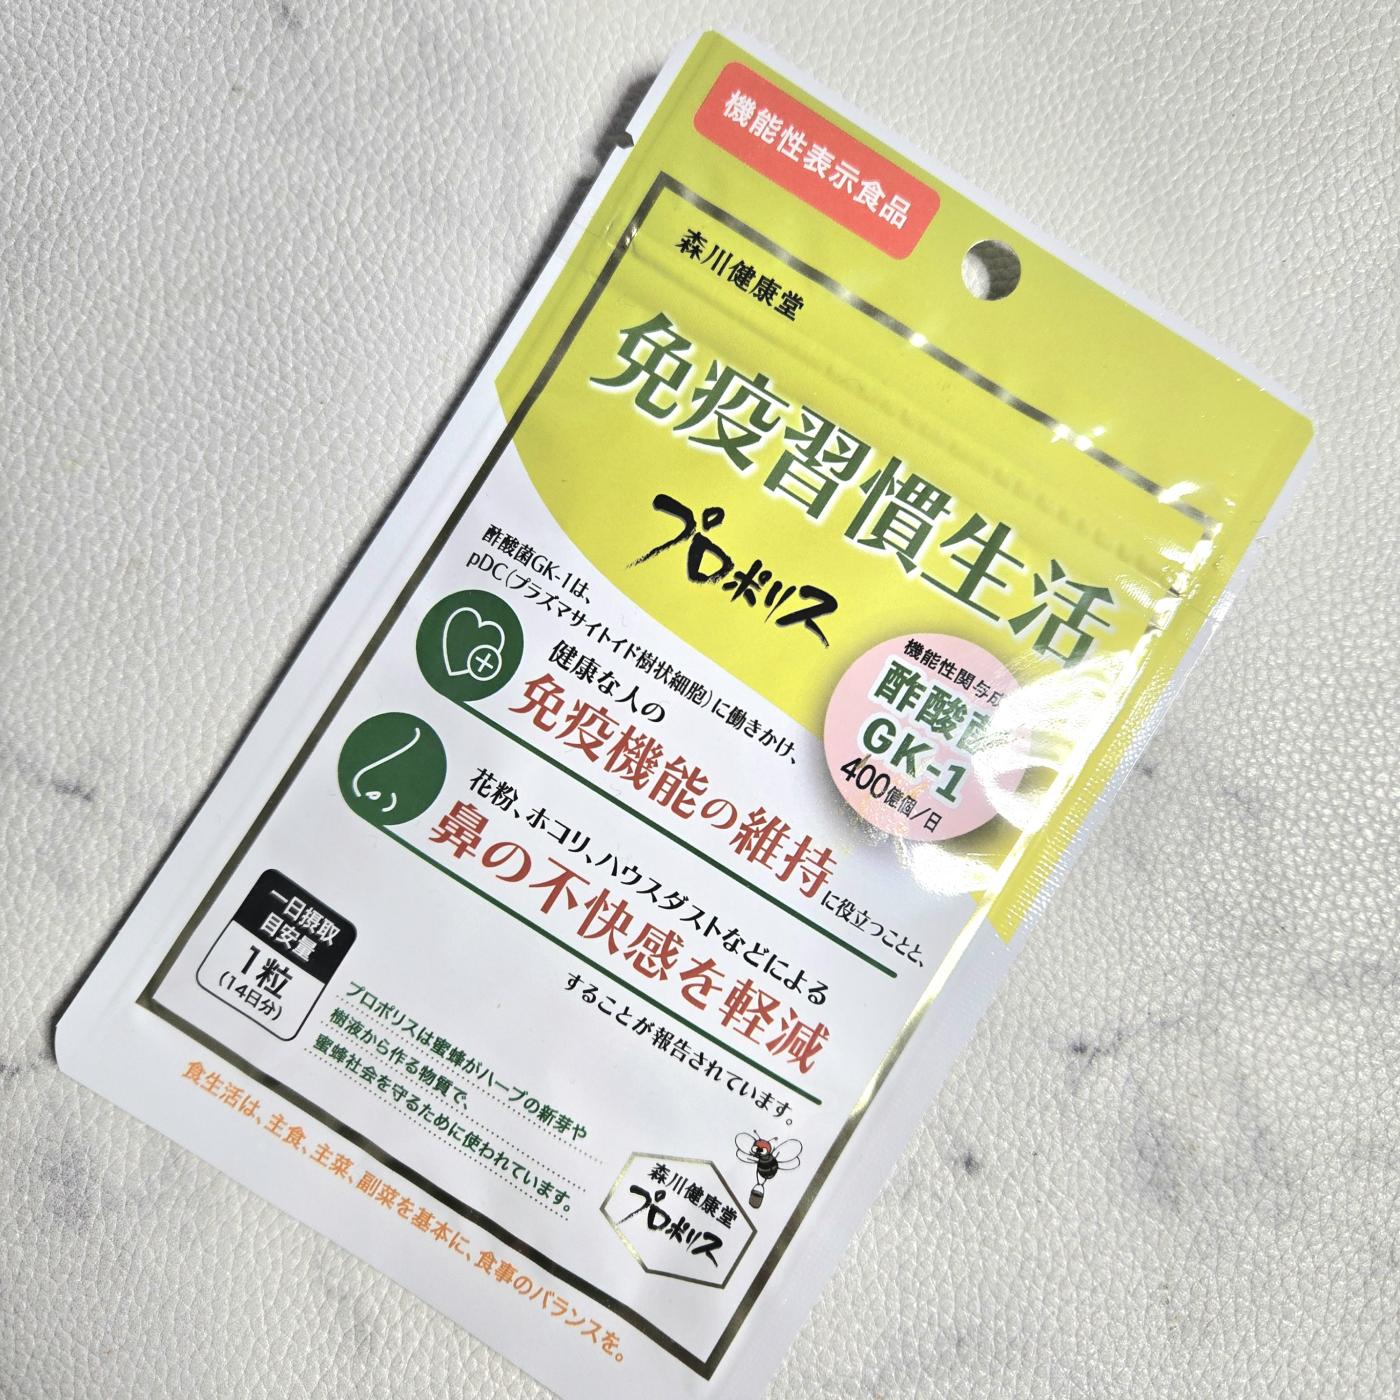 機能性表示食品
森川健康堂
免疫習慣生活
プロポリス
機能性関与成
酢酸菌
GK-1
400億個/日
酢酸菌GK-1は、
pDC(プラズマサイトイド樹状細胞)に働きかけ、
健康な人の
免疫機能の維持に役立つことと、
花粉、ホコリ、ハウスダストなどによる
鼻の不快感を軽減
することが報告されています。
一日摂取
目安量
1粒
(14日分)
プロポリスは蜜蜂がハーブの新芽や
樹液から作る物質で、
蜜蜂社会を守るために使われています。
森川健康堂
プロポリス
食生活は、主食、主菜、副菜を基本に、食事のバランスを。